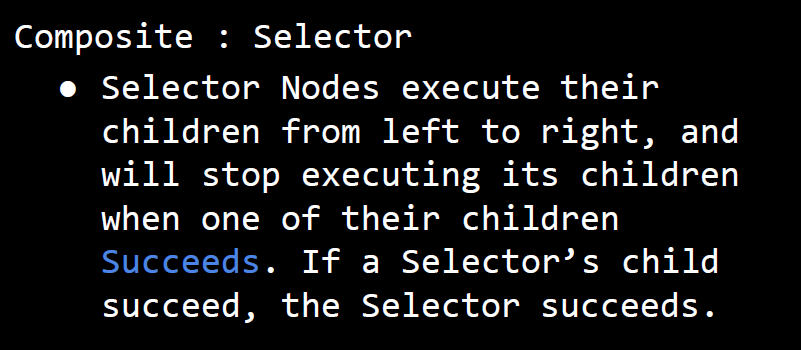 Composite : Selector
● Selector Nodes execute their
children from left to right, and
will stop executing its children
when one of their children
Succeeds. If a Selector’s child
succeed, the Selector succeeds.